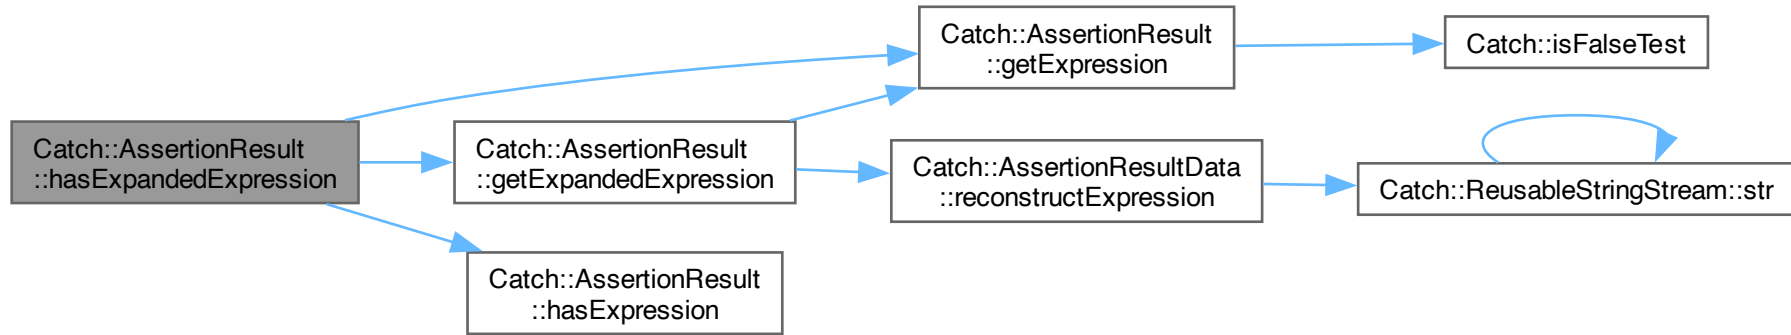 Catch::AssertionResult
::hasExpandedExpression
Catch::AssertionResult
::getExpression
Catch::isFalseTest
Catch::AssertionResult
::getExpandedExpression
Catch::AssertionResultData
::reconstructExpression
Catch::ReusableStringStream::str
Catch::AssertionResult
::hasExpression